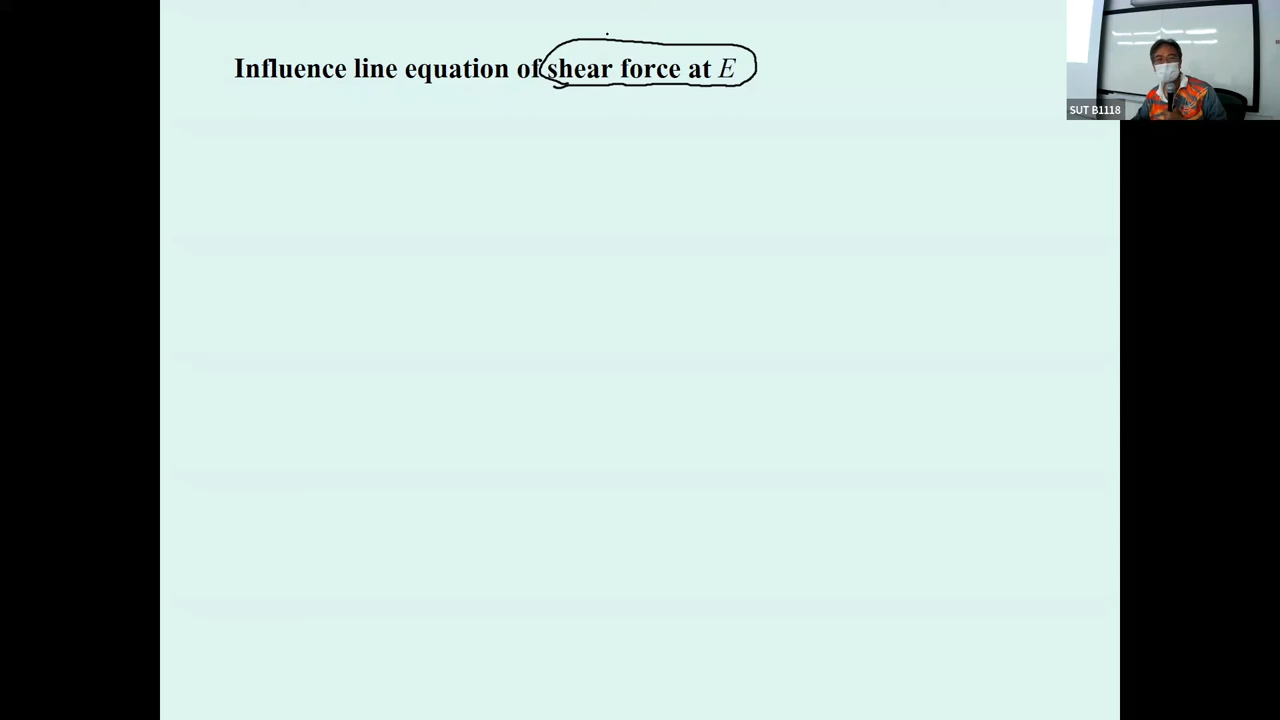 Influence line equation of shear force at E
SUT B1118